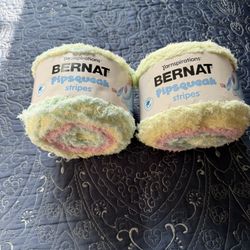 Yarnspirations
BERNAT
Pipsqueak
stripes
Yarnspirations
BERNAT
Pipsqueak
stripes